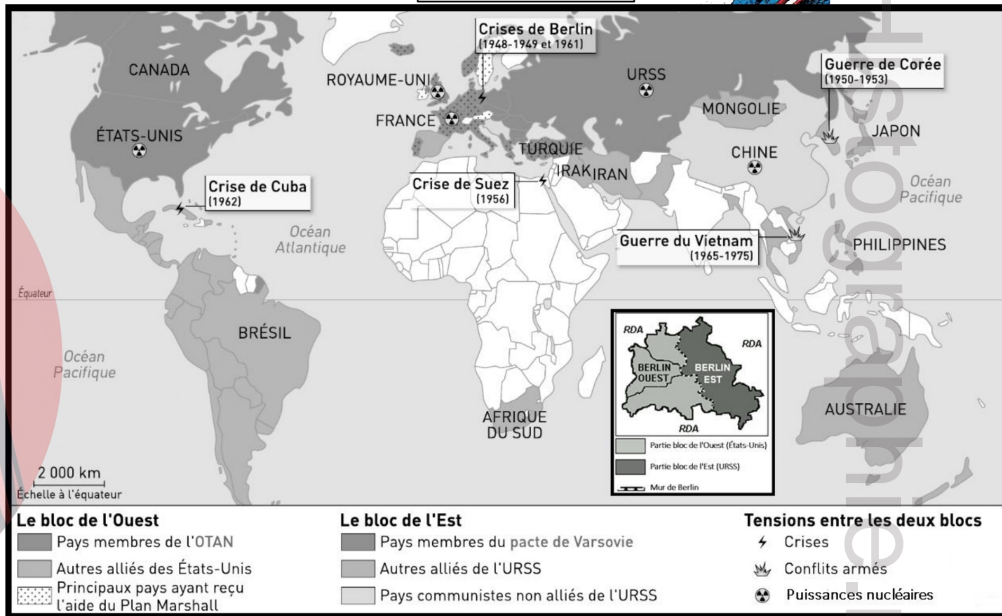 Crises de Berlin
(1948-1949 et 1961)
Guerre de Corée
(1950-1953)
CANADA
ROYAUME-UNI
URSS
MONGOLIE
FRANCE
JAPON
ÉTATS-UNIS
TURQUIE
CHINE
IRAK
IRAN
Crise de Cuba
(1962)
Crise de Suez
(1956)
Océan
Pacifique
Océan
Atlantique
Guerre du Vietnam
(1965-1975)
PHILIPPINES
Équateur
BRÉSIL
RDA
RDA
BERLIN
OUEST
BERLIN
EST
RDA
Partie bloc de l'Ouest (États-Unis)
Partie bloc de l'Est (URSS)
Mur de Berlin
Océan
Pacifique
AFRIQUE
DU SUD
AUSTRALIE
2 000 km
Échelle à l'équateur
Le bloc de l'Ouest
Pays membres de l'OTAN
Autres alliés des États-Unis
Principaux pays ayant reçu
l'aide du Plan Marshall
Le bloc de l'Est
Pays membres du pacte de Varsovie
Autres alliés de l'URSS
Pays communistes non alliés de l'URSS
Tensions entre les deux blocs
Crises
Conflits armés
Puissances nucléaires